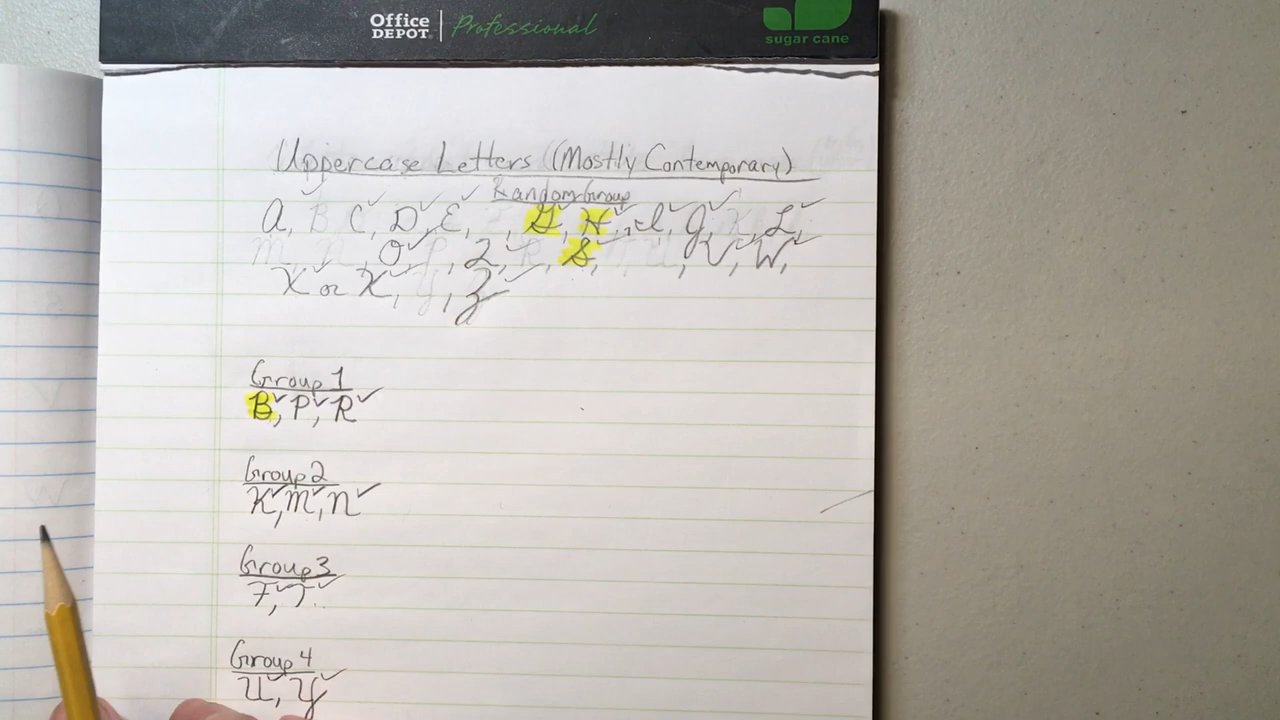 Office DEPOT Professional
sugar cane
Uppercase Letters (Mostly Contemporary)
Random Group
A, B C, D, E, , G, H, I, J, K, L,
M, N, O, P, Q, R, S, , U, V, W,
X or X, Y, Z
Group 1
B, P, R
Group 2
K, M, N
Group 3
F, T
Group 4
U, Y